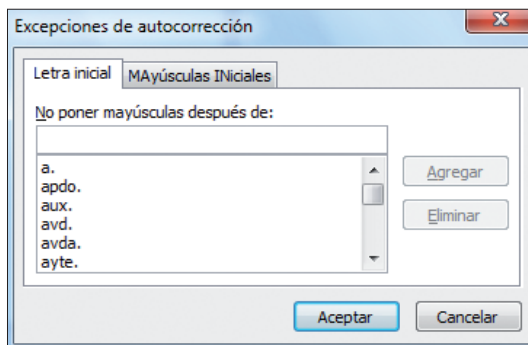 Excepciones de autocorrección
Letra inicial MAyúsculas INiciales
No poner mayúsculas después de:
a.
apdo.
aux.
avd.
avda.
ayte.
Agregar
Eliminar
Aceptar Cancelar